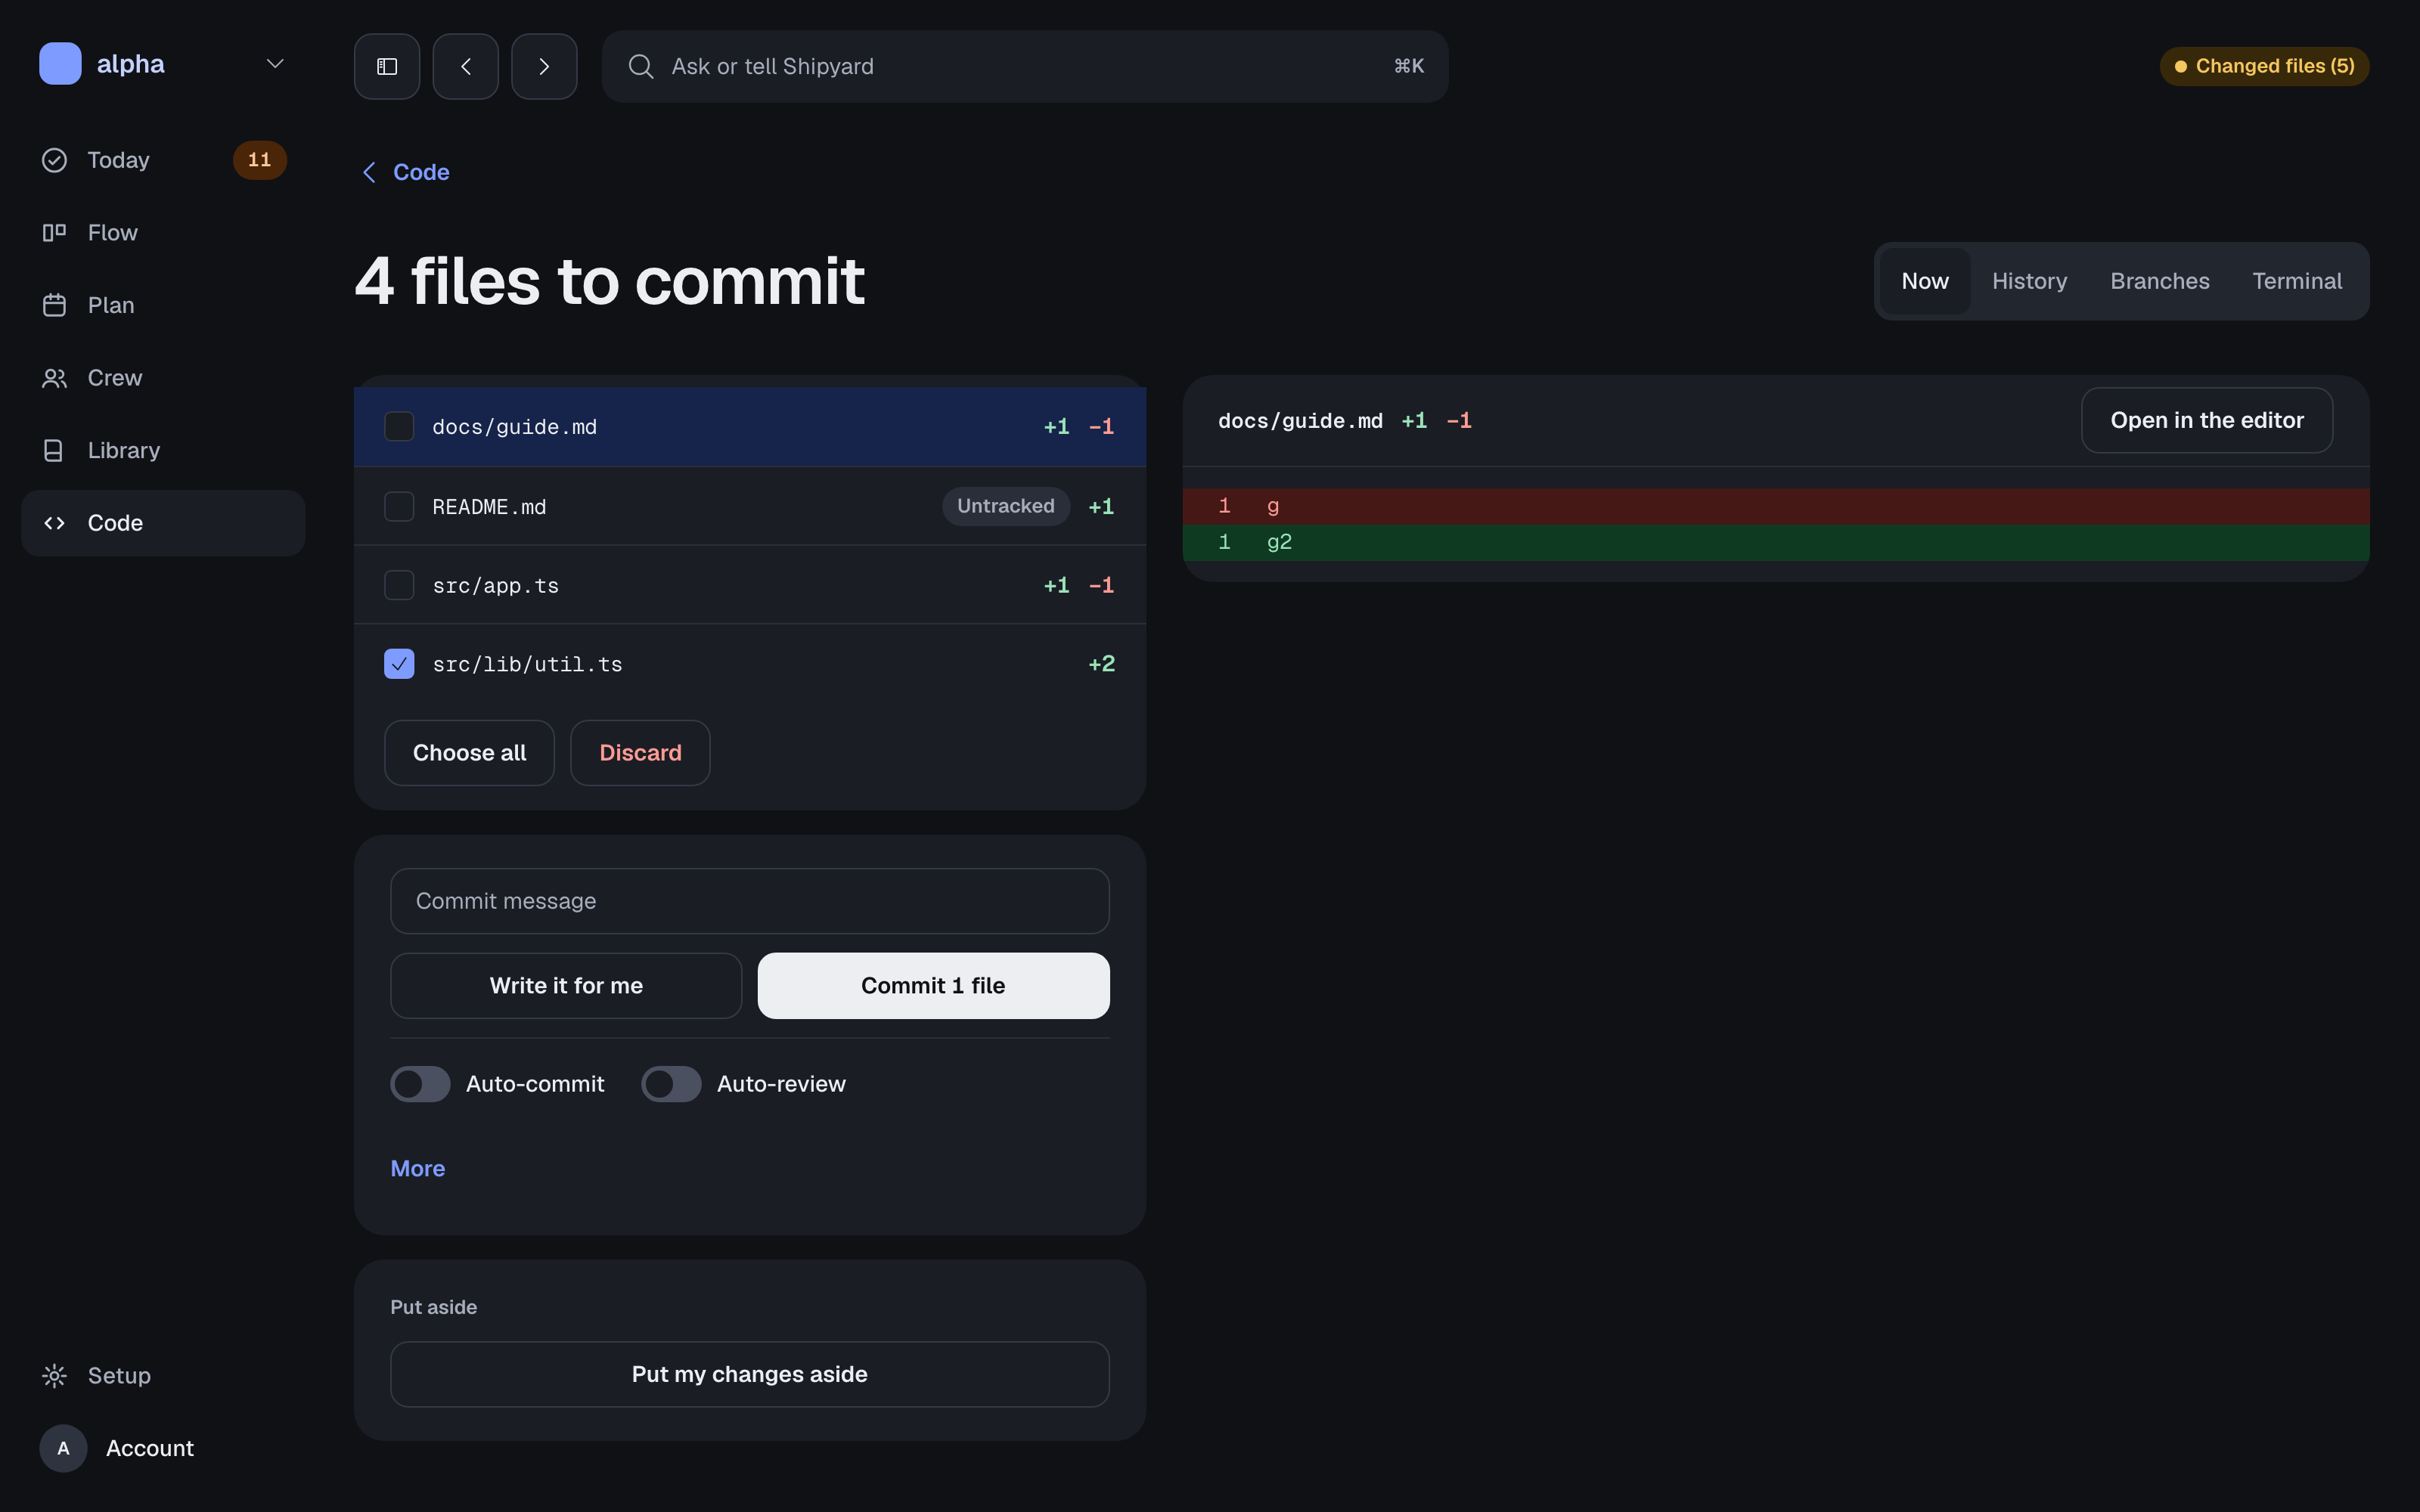 alpha
Ask or tell Shipyard ⌘K
Changed files (5)
Today 11
Flow
Plan
Crew
Library
Code
Setup
A Account
Code
4 files to commit
Now History Branches Terminal
docs/guide.md +1 −1
README.md Untracked +1
src/app.ts +1 −1
src/lib/util.ts +2
Choose all Discard
Commit message
Write it for me Commit 1 file
Auto-commit Auto-review
More
Put aside
Put my changes aside
docs/guide.md +1 −1 Open in the editor
1 g
1 g2